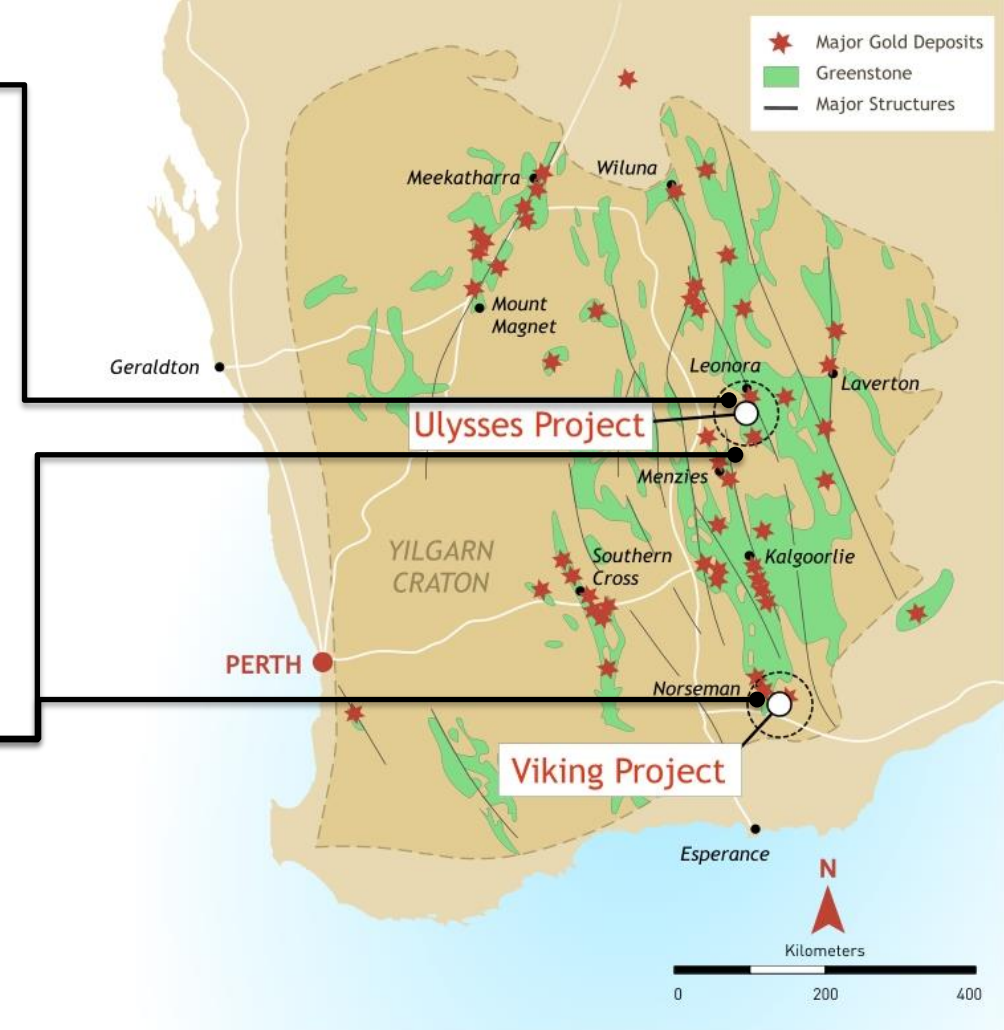 Major Gold Deposits
Greenstone
Major Structures
Meekatharra
Wiluna
Mount
Magnet
Geraldton
Leonora
Laverton
Ulysses Project
Menzies
YILGARN
CRATON
Southern
Cross
Kalgoorlie
PERTH
Norseman
Viking Project
Esperance
N
Kilometers
0 200 400